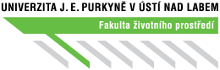 UNIVERZITA J. E. PURKYNĚ V ÚSTÍ NAD LABEM
Fakulta životního prostředí